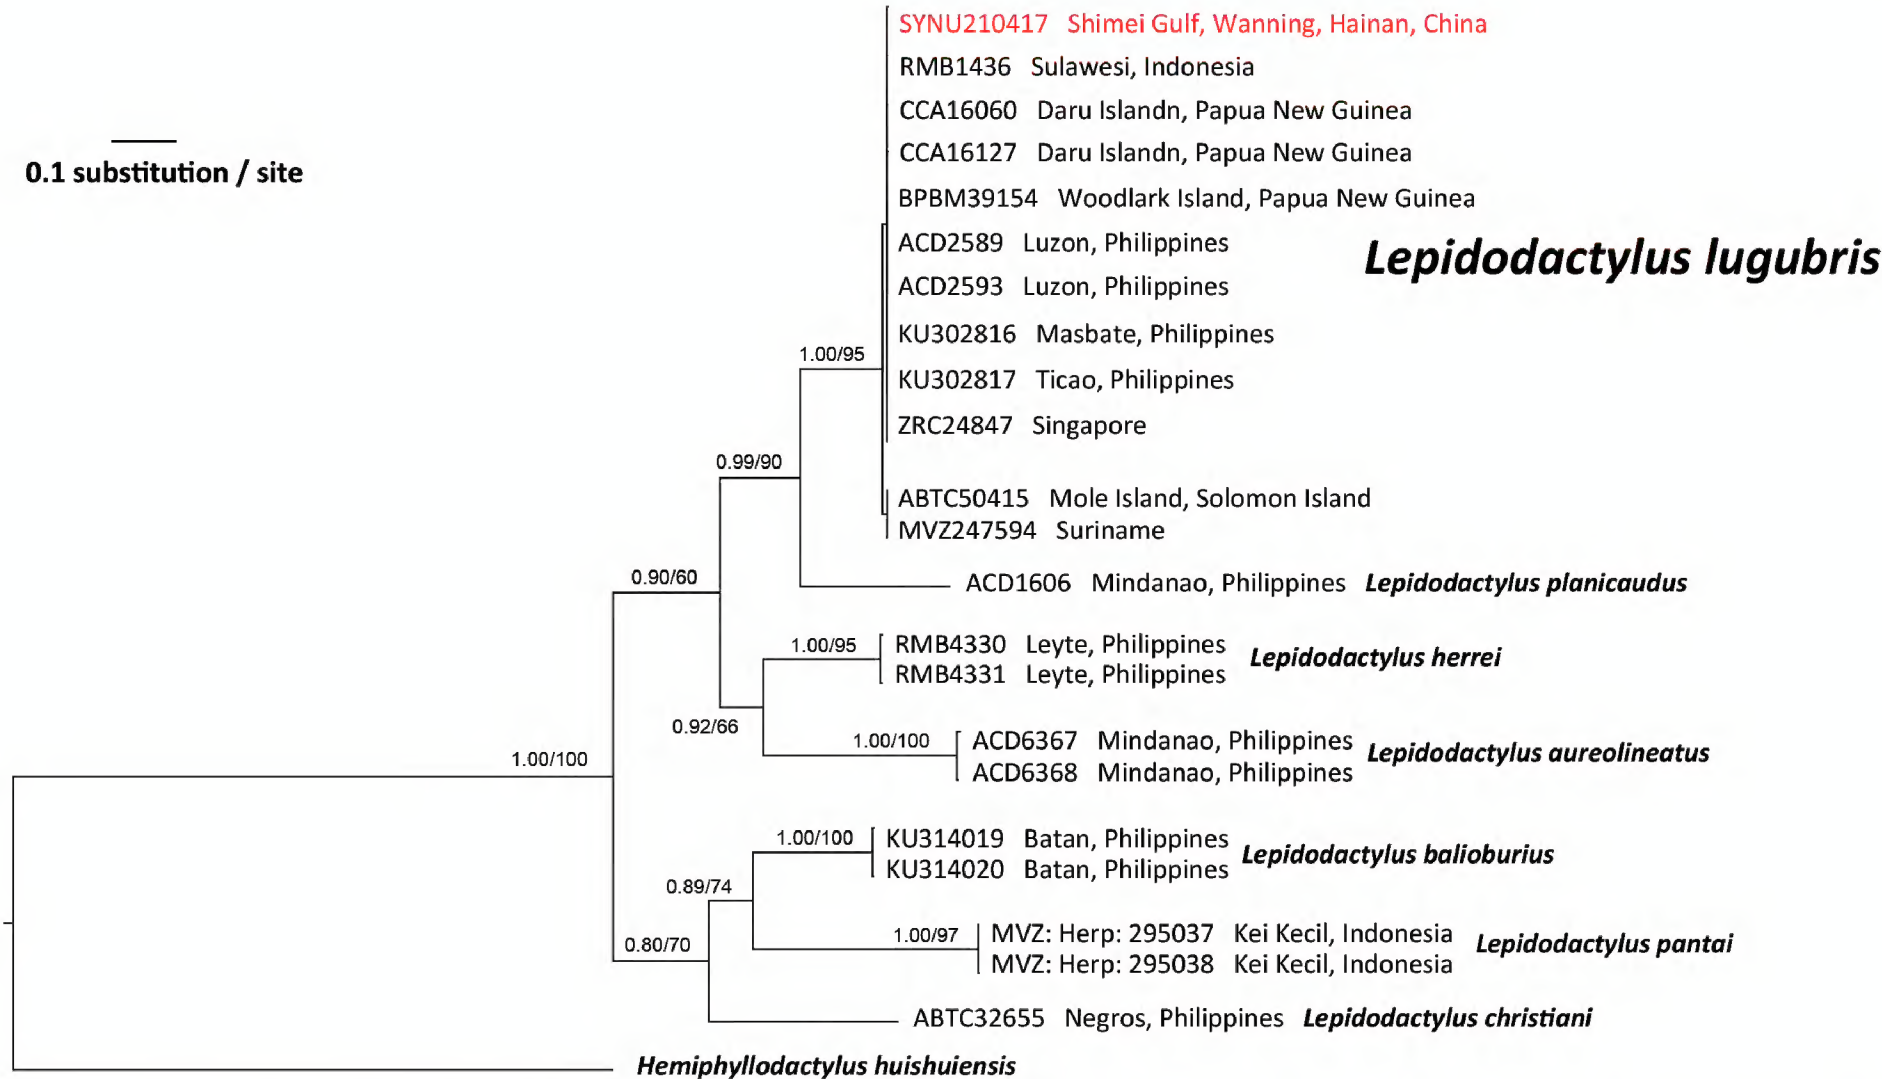 SYNU210417 Shimei Gulf, Wanning, Hainan, China
RMB1436 Sulawesi, Indonesia
CCA16060 Daru Islandn, Papua New Guinea
0.1 substitution / site
CCA16127 Daru Islandn, Papua New Guinea
BPBM39154 Woodlark Island, Papua New Guinea
ACD2589 Luzon, Philippines
Lepidodactylus lugubris
ACD2593 Luzon, Philippines
KU302816 Masbate, Philippines
1.00/95
KU302817 Ticao, Philippines
ZRC24847 Singapore
0.99/90
ABTC50415 Mole Island, Solomon Island
MVZ247594 Suriname
0.90/60
ACD1606 Mindanao, Philippines Lepidodactylus planicaudus
1.00/95
RMB4330 Leyte, Philippines
RMB4331 Leyte, Philippines
Lepidodactylus herrei
0.92/66
1.00/100
ACD6367 Mindanao, Philippines
ACD6368 Mindanao, Philippines
Lepidodactylus aureolineatus
1.00/100
1.00/100
KU314019 Batan, Philippines
KU314020 Batan, Philippines
Lepidodactylus balioburius
0.89/74
1.00/97
MVZ: Herp: 295037 Kei Kecil, Indonesia
MVZ: Herp: 295038 Kei Kecil, Indonesia
Lepidodactylus pantai
0.80/70
ABTC32655 Negros, Philippines Lepidodactylus christiani
Hemiphyllodactylus huishuiensis